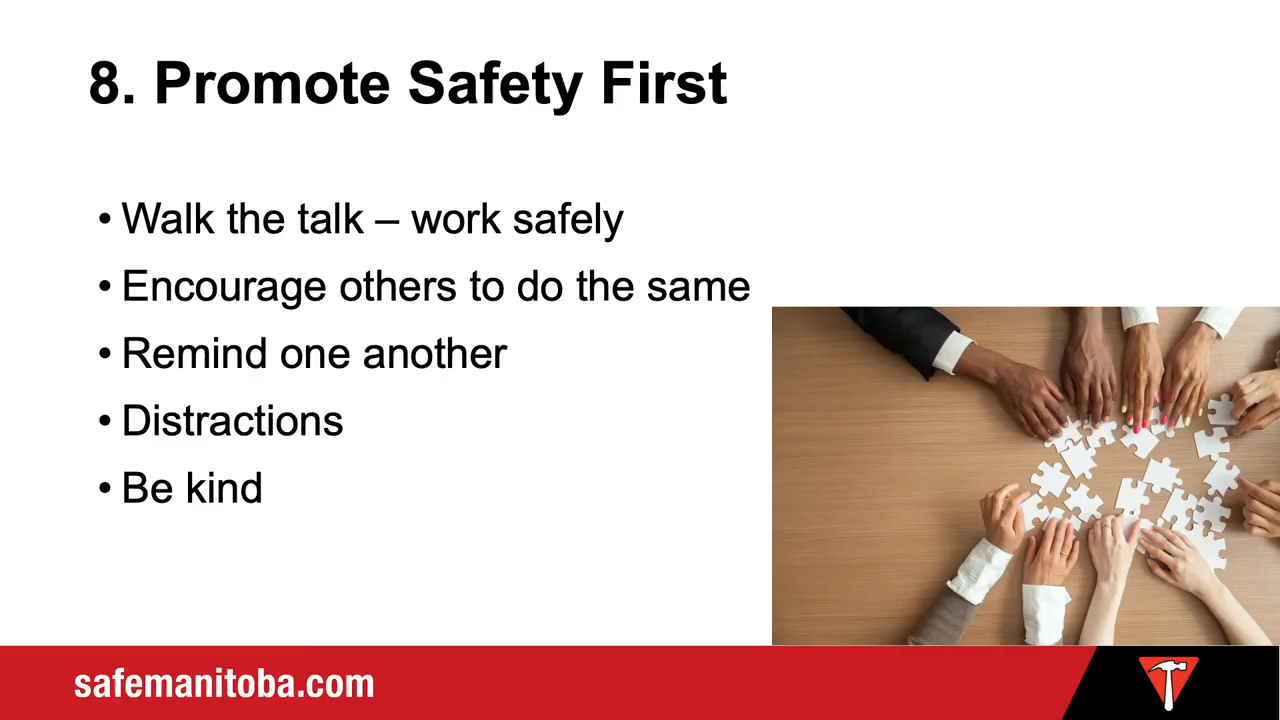 8. Promote Safety First
• Walk the talk – work safely
• Encourage others to do the same
• Remind one another
• Distractions
• Be kind
safemanitoba.com